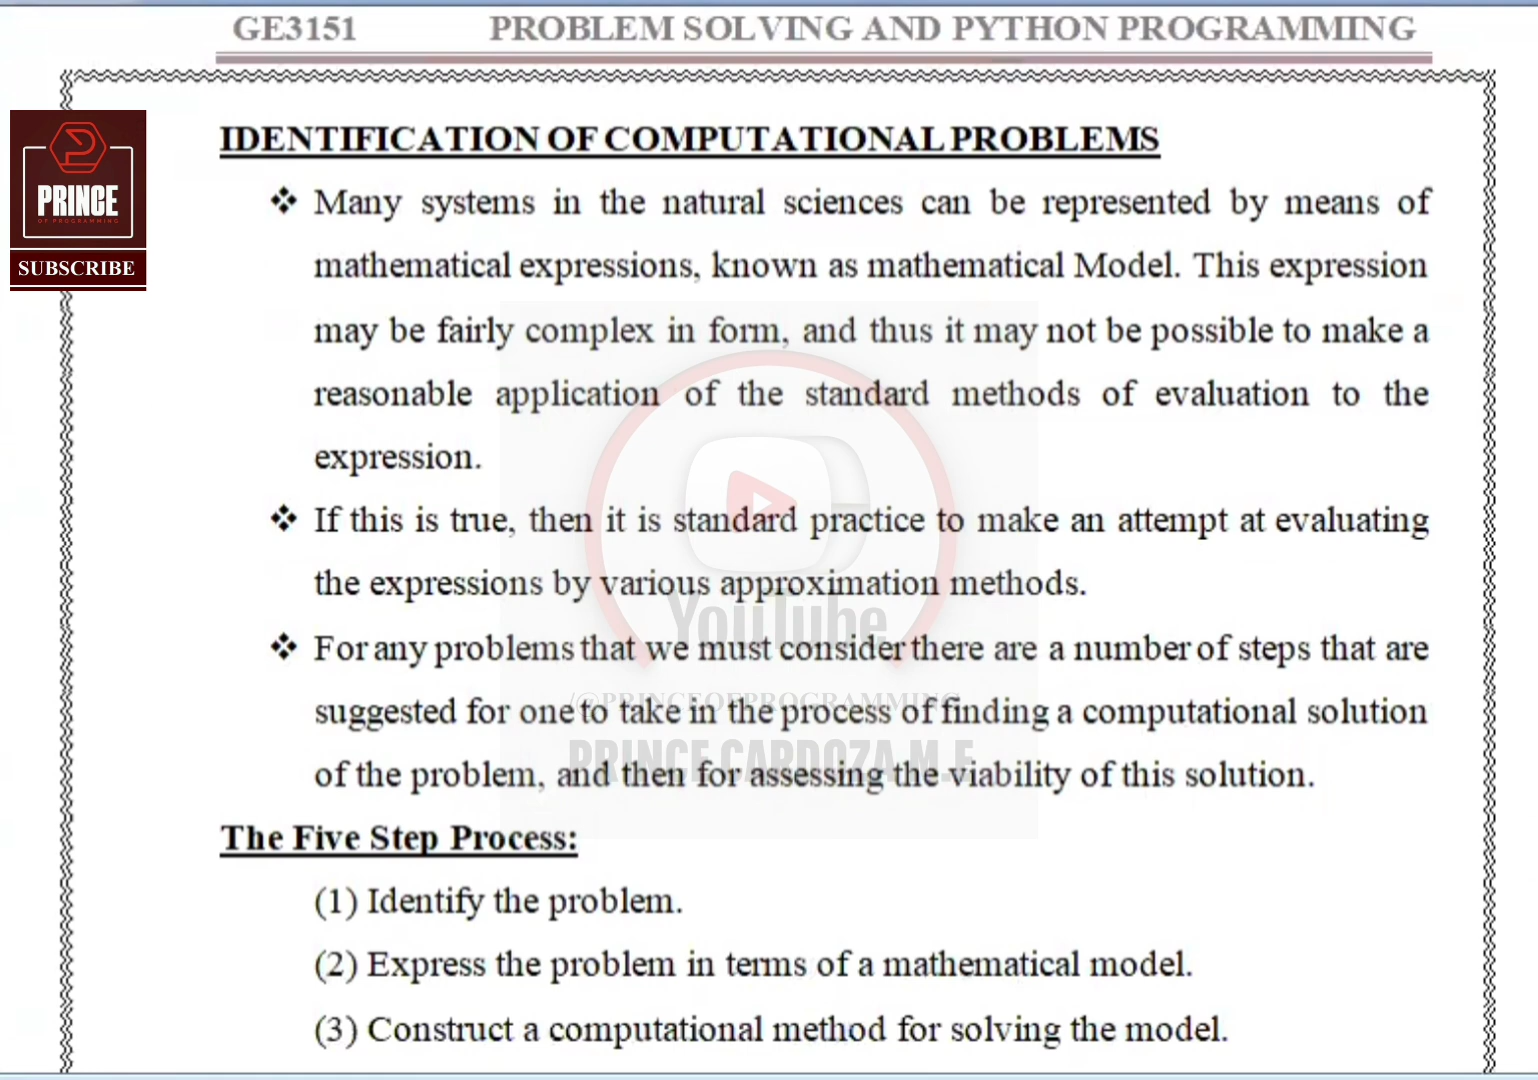 GE3151 PROBLEM SOLVING AND PYTHON PROGRAMMING
IDENTIFICATION OF COMPUTATIONAL PROBLEMS
PRINCE
OF PROGRAMMING
SUBSCRIBE
❖ Many systems in the natural sciences can be represented by means of
mathematical expressions, known as mathematical Model. This expression
may be fairly complex in form, and thus it may not be possible to make a
reasonable application of the standard methods of evaluation to the
expression.
❖ If this is true, then it is standard practice to make an attempt at evaluating
the expressions by various approximation methods.
YouTube
❖ For any problems that we must consider there are a number of steps that are
/@PRINCEOFPROGRAMMING
suggested for one to take in the process of finding a computational solution
PRINCE CARDOZA M.E
of the problem, and then for assessing the viability of this solution.
The Five Step Process:
(1) Identify the problem.
(2) Express the problem in terms of a mathematical model.
(3) Construct a computational method for solving the model.